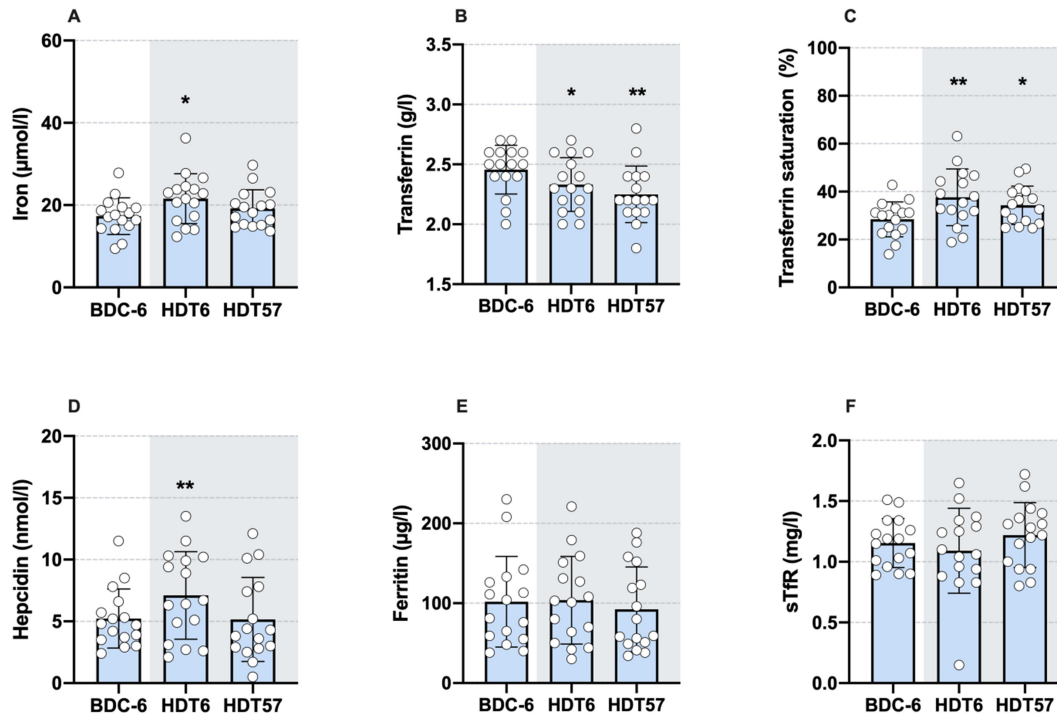 A
Iron (µmol/l)
60
40
20
0
*
BDC-6 HDT6 HDT57
B
Transferrin (g/l)
3.5
3.0
2.5
2.0
1.5
* **
BDC-6 HDT6 HDT57
C
Transferrin saturation (%)
100
80
60
40
20
0
** *
BDC-6 HDT6 HDT57
D
Hepcidin (nmol/l)
20
15
10
5
0
**
BDC-6 HDT6 HDT57
E
Ferritin (µg/l)
300
200
100
0
BDC-6 HDT6 HDT57
F
sTfR (mg/l)
2.0
1.5
1.0
0.5
0.0
BDC-6 HDT6 HDT57